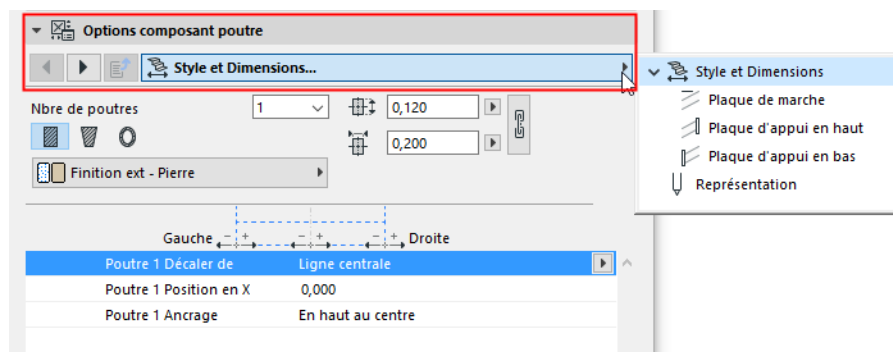 Options composant poutre
Style et Dimensions...
Nbre de poutres 1 0,120
0,200
Finition ext - Pierre
Gauche - + - + - + Droite
Poutre 1 Décaler de Ligne centrale
Poutre 1 Position en X 0,000
Poutre 1 Ancrage En haut au centre
Style et Dimensions
Plaque de marche
Plaque d'appui en haut
Plaque d'appui en bas
Représentation